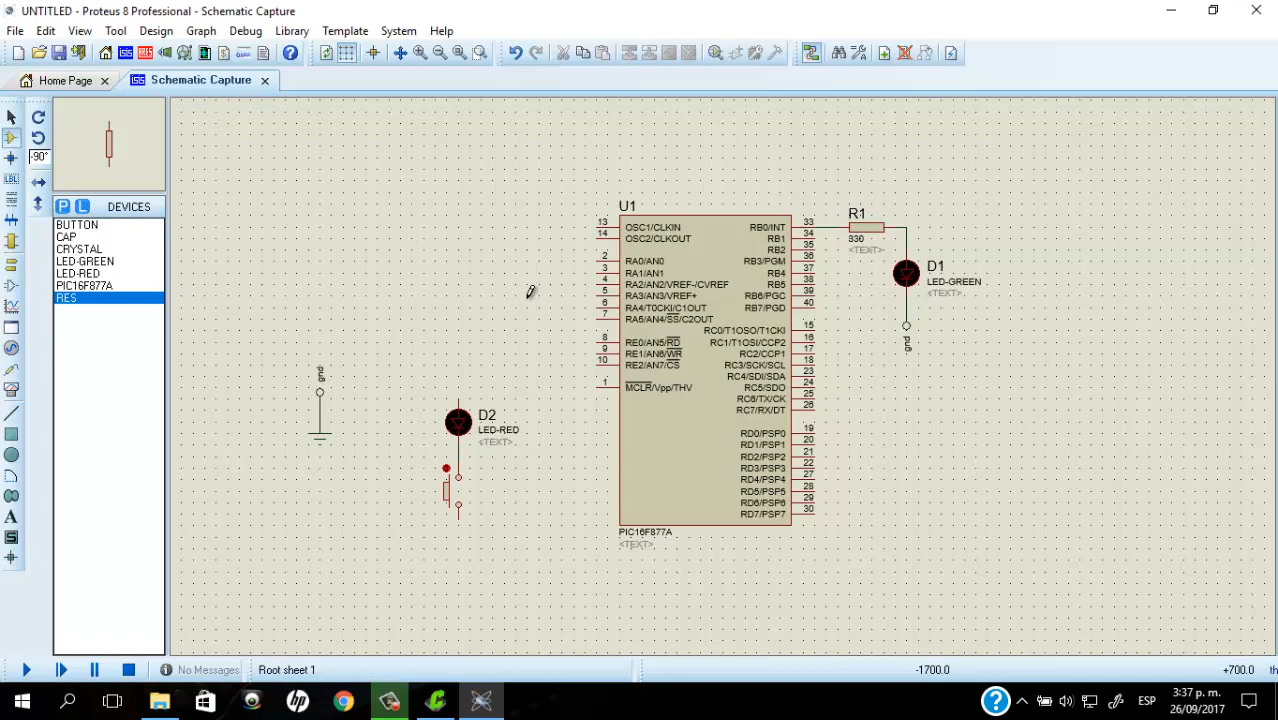 UNTITLED - Proteus 8 Professional - Schematic Capture
File Edit View Tool Design Graph Debug Library Template System Help
Home Page
Schematic Capture
-90°
P L DEVICES
BUTTON
CAP
CRYSTAL
LED-GREEN
LED-RED
PIC16F877A
RES
LBL
A
S
gnd
D2
LED-RED
<TEXT>
U1
13 OSC1/CLKIN
14 OSC2/CLKOUT
2 RA0/AN0
3 RA1/AN1
4 RA2/AN2/VREF-/CVREF
5 RA3/AN3/VREF+
6 RA4/T0CKI/C1OUT
7 RA5/AN4/SS/C2OUT
8 RE0/AN5/RD
9 RE1/AN6/WR
10 RE2/AN7/CS
1 MCLR/Vpp/THV
RB0/INT 33
RB1 34
RB2 35
RB3/PGM 36
RB4 37
RB5 38
RB6/PGC 39
RB7/PGD 40
RC0/T1OSO/T1CKI 15
RC1/T1OSI/CCP2 16
RC2/CCP1 17
RC3/SCK/SCL 18
RC4/SDI/SDA 23
RC5/SDO 24
RC6/TX/CK 25
RC7/RX/DT 26
RD0/PSP0 19
RD1/PSP1 20
RD2/PSP2 21
RD3/PSP3 22
RD4/PSP4 27
RD5/PSP5 28
RD6/PSP6 29
RD7/PSP7 30
PIC16F877A
<TEXT>
R1
330
<TEXT>
D1
LED-GREEN
<TEXT>
gnd
No Messages
Root sheet 1
-1700.0
+700.0
th
ESP
3:37 p. m.
26/09/2017